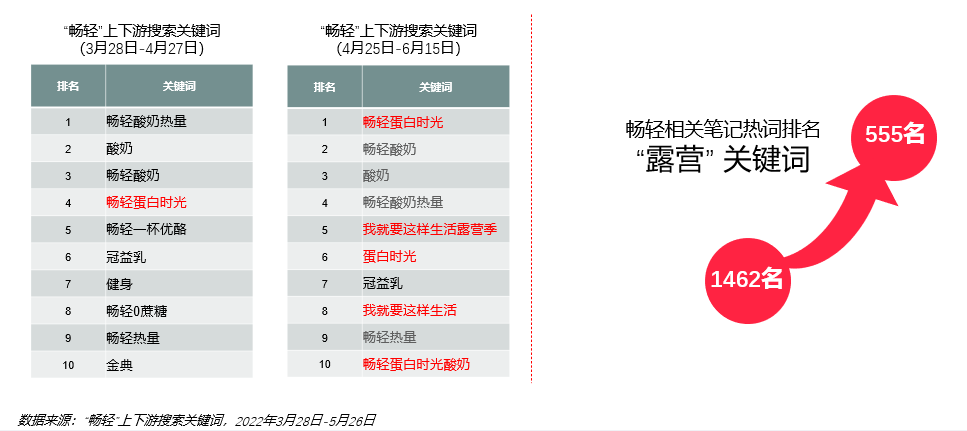 “畅轻”上下游搜索关键词
（3月28日-4月27日）
排名 关键词
1 畅轻酸奶热量
2 酸奶
3 畅轻酸奶
4 畅轻蛋白时光
5 畅轻一杯优酪
6 冠益乳
7 健身
8 畅轻0蔗糖
9 畅轻热量
10 金典
“畅轻”上下游搜索关键词
（4月25日-6月15日）
排名 关键词
1 畅轻蛋白时光
2 畅轻酸奶
3 酸奶
4 畅轻酸奶热量
5 我就要这样生活露营季
6 蛋白时光
7 冠益乳
8 我就要这样生活
9 畅轻热量
10 畅轻蛋白时光酸奶
畅轻相关笔记热词排名
“露营” 关键词
555名
1462名
数据来源：“畅轻”上下游搜索关键词，2022年3月28日-5月26日